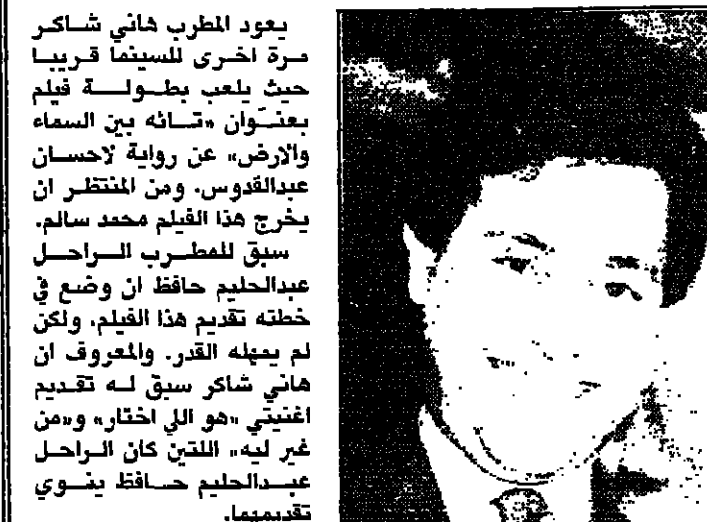 يعود المطرب هاني شاكر
مرة اخرى للسينما قريبا
حيث يلعب بطولة فيلم
بعنوان «تائه بين السماء
والارض» عن رواية لاحسان
عبدالقدوس. ومن المنتظر ان
يخرج هذا الفيلم محمد سالم.
سبق للمطرب الراحل
عبدالحليم حافظ ان وضع في
خطته تقديم هذا الفيلم. ولكن
لم يمهله القدر. والمعروف ان
هاني شاكر سبق له تقديم
اغنيتي «هو اللي اختار» و«من
غير ليه» اللتين كان الراحل
عبدالحليم حافظ ينوي
تقديميما.